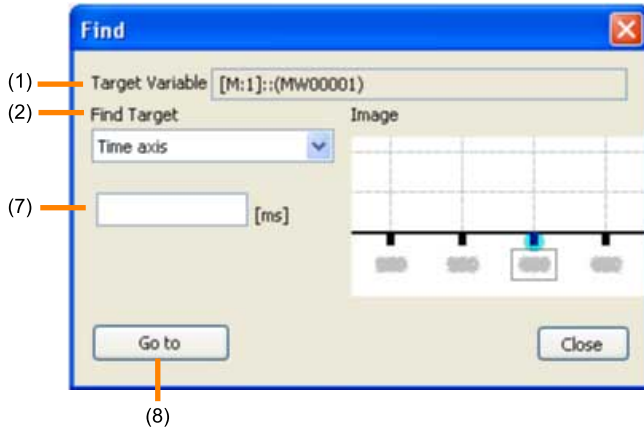 Find
(1) Target Variable [M:1]::(MW00001)
(2) Find Target Image
Time axis
(7) [ms]
Go to Close
(8)